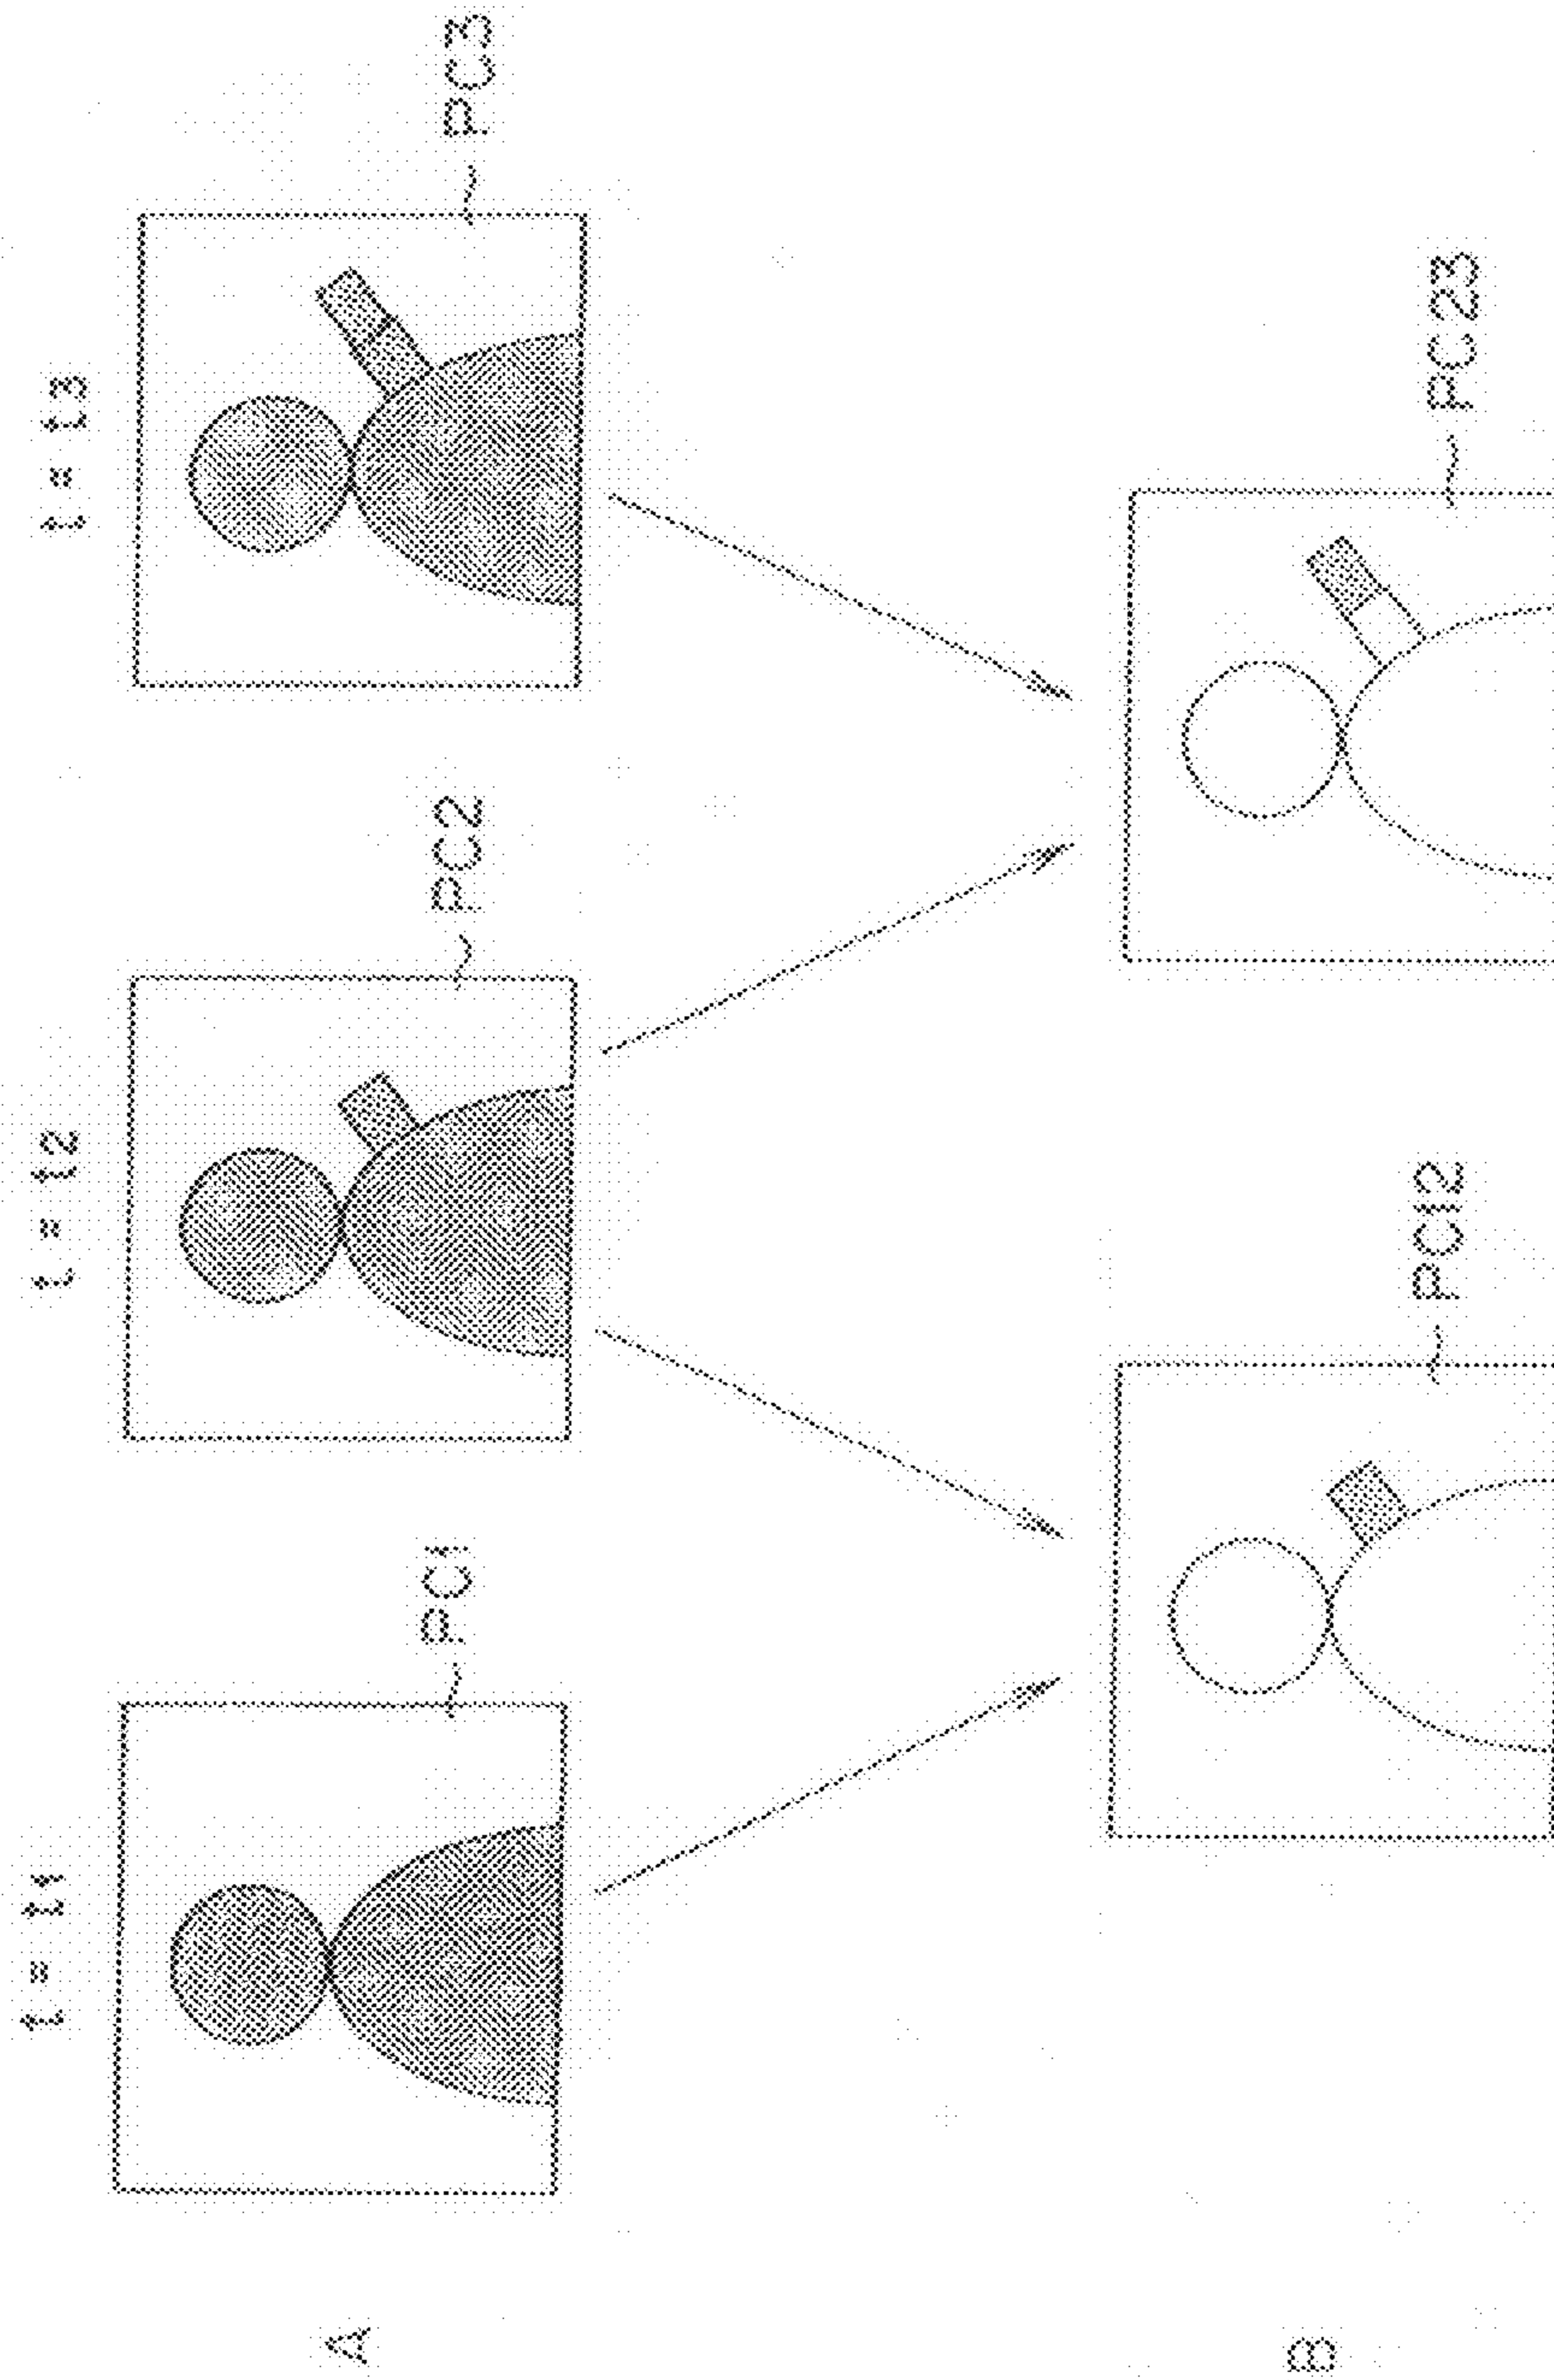 t = t1
t = t2
t = t3
A
PC1
PC2
PC3
B
PC12
PC23